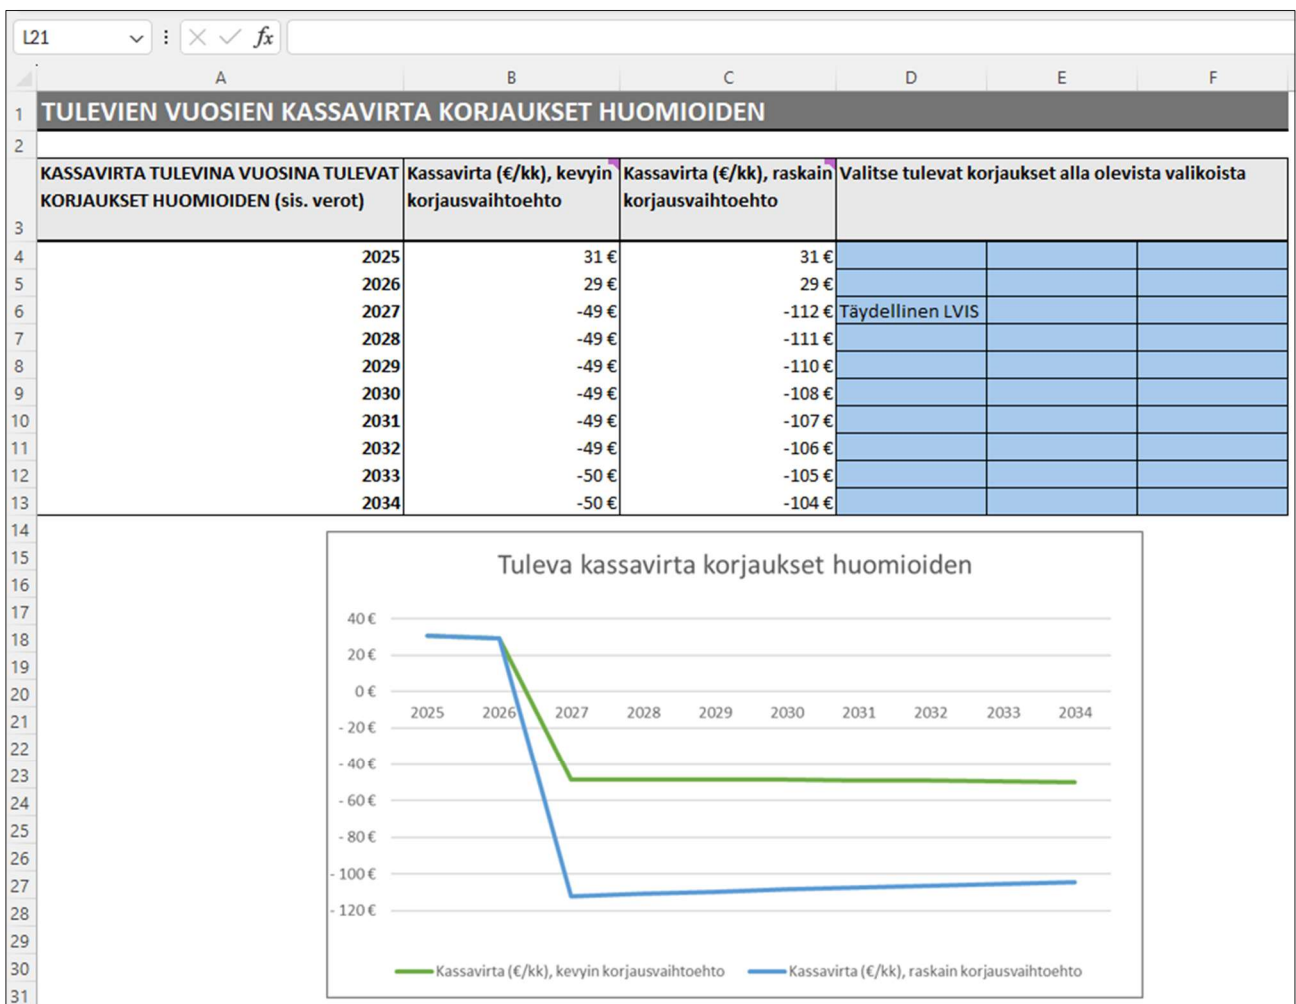 L21
fx
A B C D E F
1 TULEVIEN VUOSIEN KASSAVIRTA KORJAUKSET HUOMIOIDEN
2
KASSAVIRTA TULEVINA VUOSINA TULEVAT Kassavirta (€/kk), kevyin Kassavirta (€/kk), raskain Valitse tulevat korjaukset alla olevista valikoista
KORJAUKSET HUOMIOIDEN (sis. verot) korjausvaihtoehto korjausvaihtoehto
3
4 2025 31 € 31 €
5 2026 29 € 29 €
6 2027 -49 € -112 € Täydellinen LVIS
7 2028 -49 € -111 €
8 2029 -49 € -110 €
9 2030 -49 € -108 €
10 2031 -49 € -107 €
11 2032 -49 € -106 €
12 2033 -50 € -105 €
13 2034 -50 € -104 €
14
15 Tuleva kassavirta korjaukset huomioiden
16
17 40 €
18
19 20 €
20 0 €
21 2025 2026 2027 2028 2029 2030 2031 2032 2033 2034
- 20 €
22
23 - 40 €
24 - 60 €
25 - 80 €
26
27 - 100 €
28 - 120 €
29
30 Kassavirta (€/kk), kevyin korjausvaihtoehto Kassavirta (€/kk), raskain korjausvaihtoehto
31